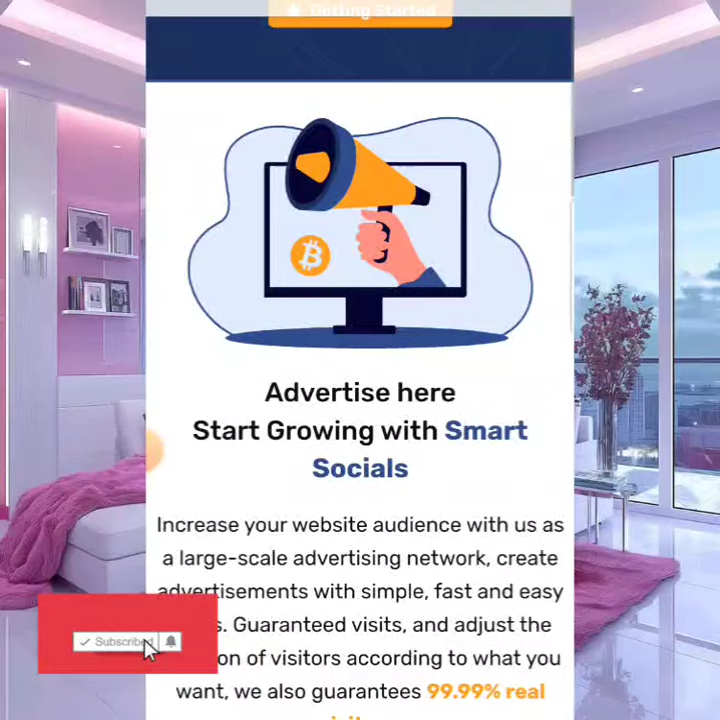 Getting Started
Advertise here
Start Growing with Smart
Socials
Increase your website audience with us as
a large-scale advertising network, create
advertisements with simple, fast and easy
s. Guaranteed visits, and adjust the
on of visitors according to what you
want, we also guarantees 99.99% real
Subscribed